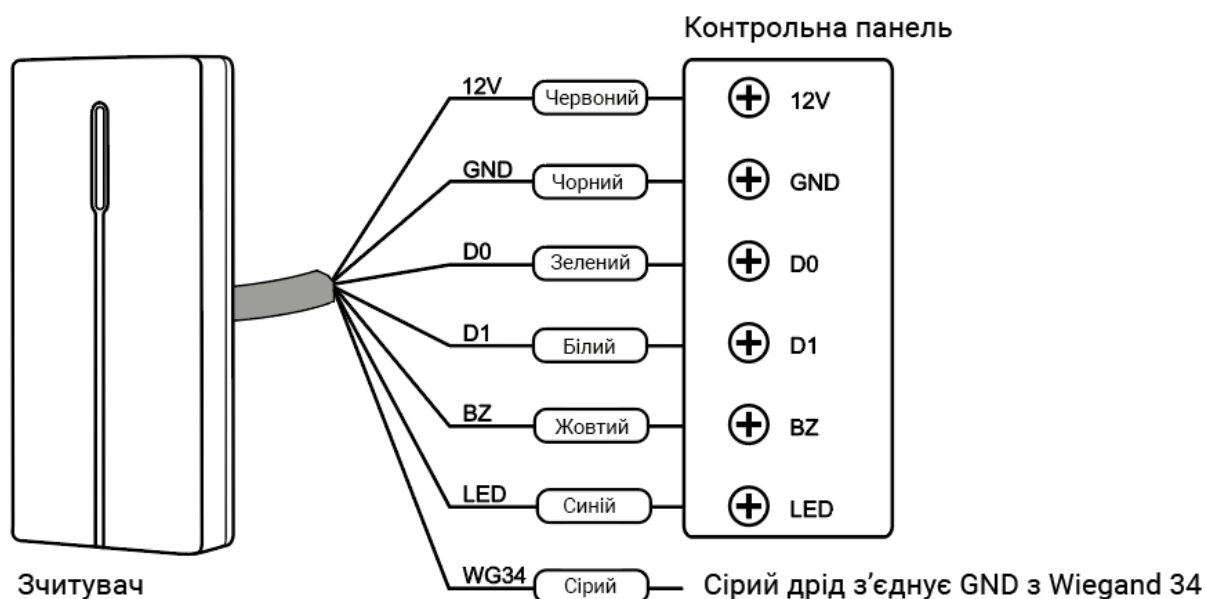 Контрольна панель
12V Червоний 12V
GND Чорний GND
D0 Зелений D0
D1 Білий D1
BZ Жовтий BZ
LED Синій LED
WG34 Сірий Сірий дрід з’єднує GND з Wiegand 34
Зчитувач